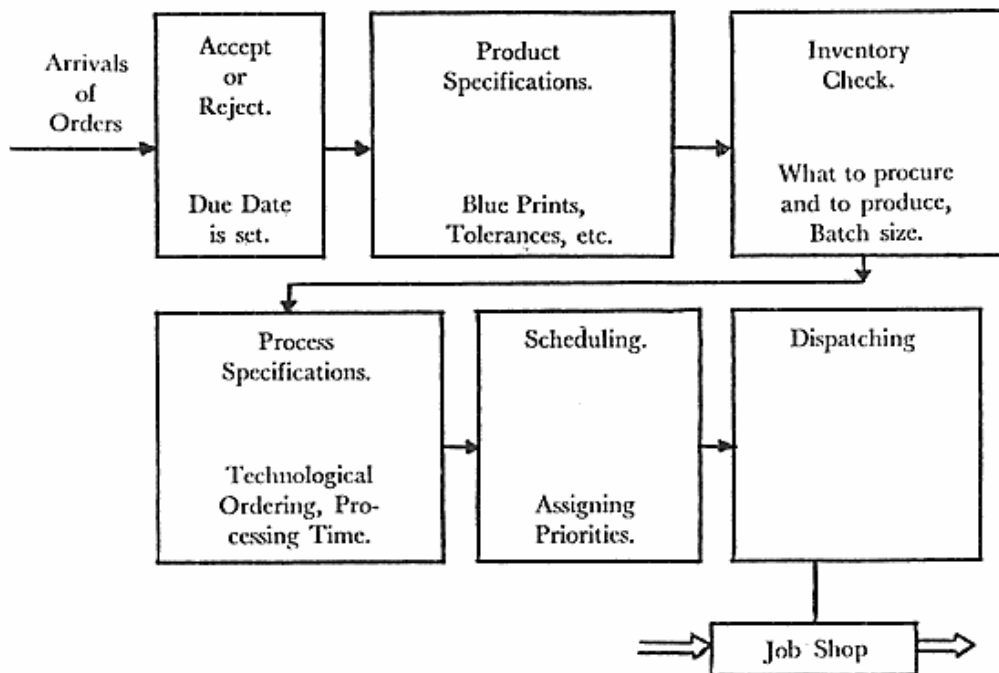 Arrivals
of
Orders
Accept
or
Reject.
Due Date
is set.
Product
Specifications.
Blue Prints,
Tolerances, etc.
Inventory
Check.
What to procure
and to produce,
Batch size.
Process
Specifications.
Technological
Ordering, Pro-
cessing Time.
Scheduling.
Assigning
Priorities.
Dispatching
Job Shop